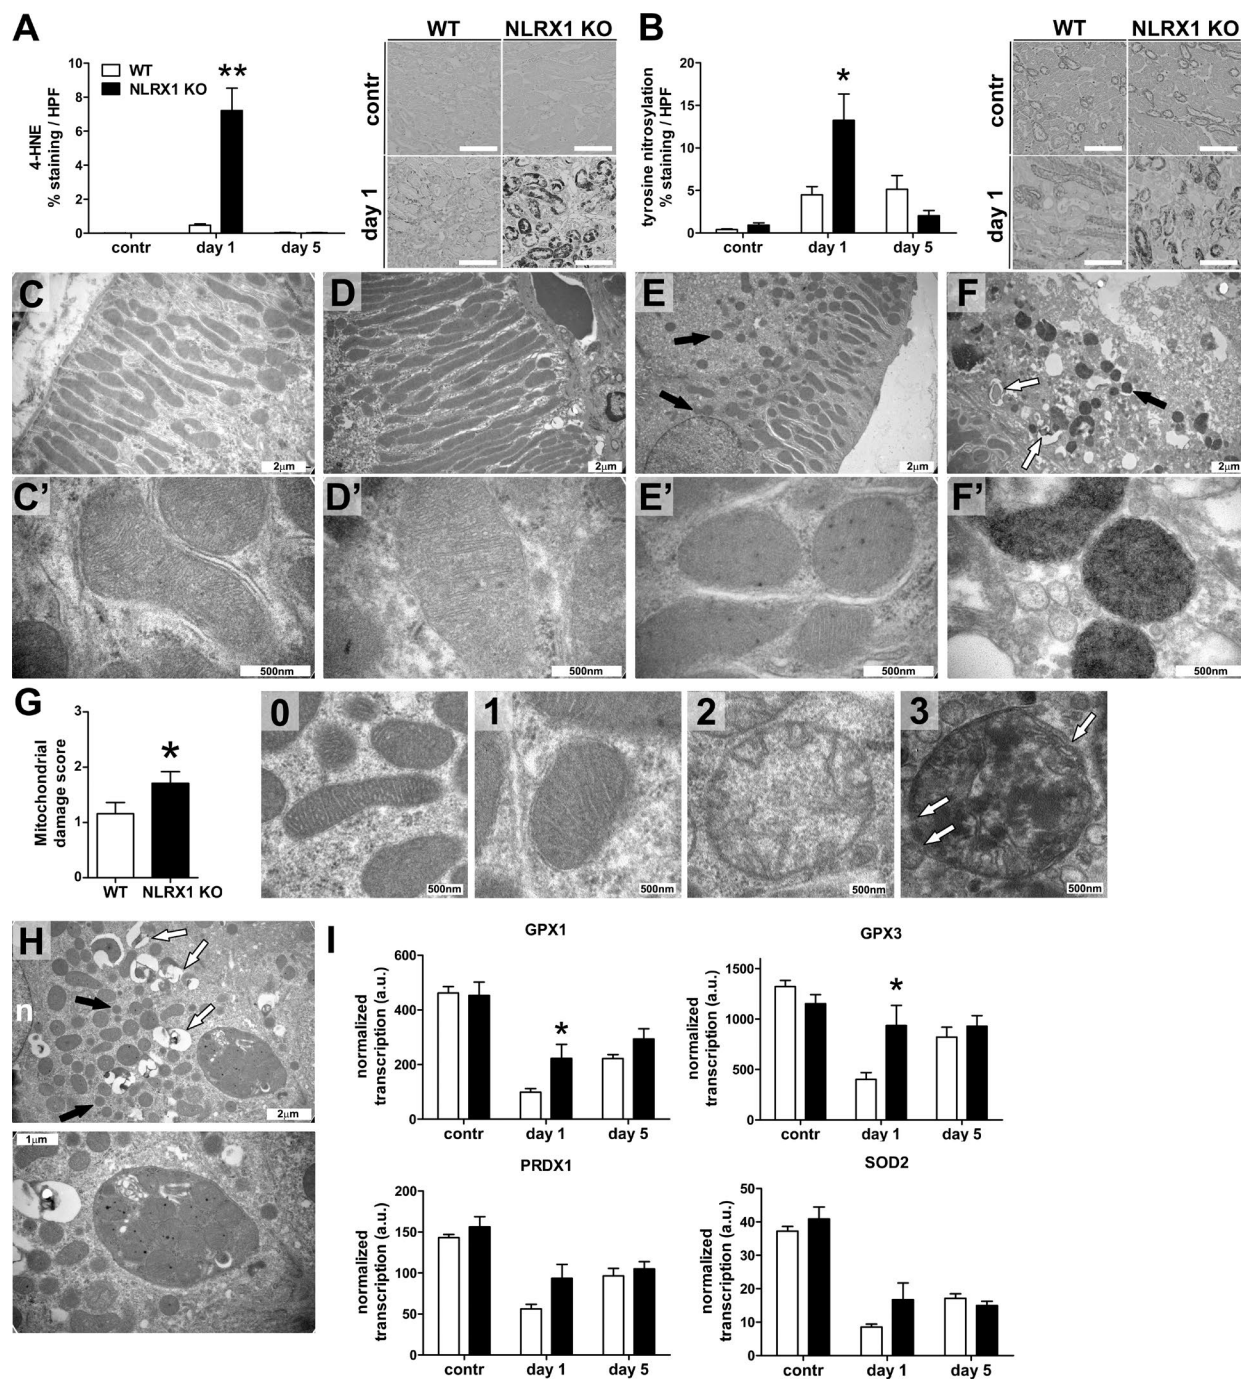 A
4-HNE
% staining / HPF
10
8
6
4
2
0
WT
NLRX1 KO
**
contr
day 1
day 5
WT
NLRX1 KO
contr
day 1
B
tyrosine nitrosylation
% staining / HPF
20
15
10
5
0
*
contr
day 1
day 5
WT
NLRX1 KO
contr
day 1
C
2µm
D
2µm
E
2µm
F
2µm
C'
500nm
D'
500nm
E'
500nm
F'
500nm
G
Mitochondrial
damage score
3
2
1
0
*
WT
NLRX1 KO
0
500nm
1
500nm
2
500nm
3
500nm
H
n
2µm
1µm
I
GPX1
normalized
transcription (a.u.)
600
400
200
0
*
contr
day 1
day 5
GPX3
normalized
transcription (a.u.)
1500
1000
500
0
*
contr
day 1
day 5
PRDX1
normalized
transcription (a.u.)
200
150
100
50
0
contr
day 1
day 5
SOD2
normalized
transcription (a.u.)
50
40
30
20
10
0
contr
day 1
day 5